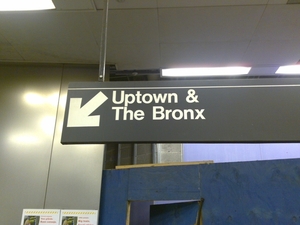 Uptown &
The Bronx